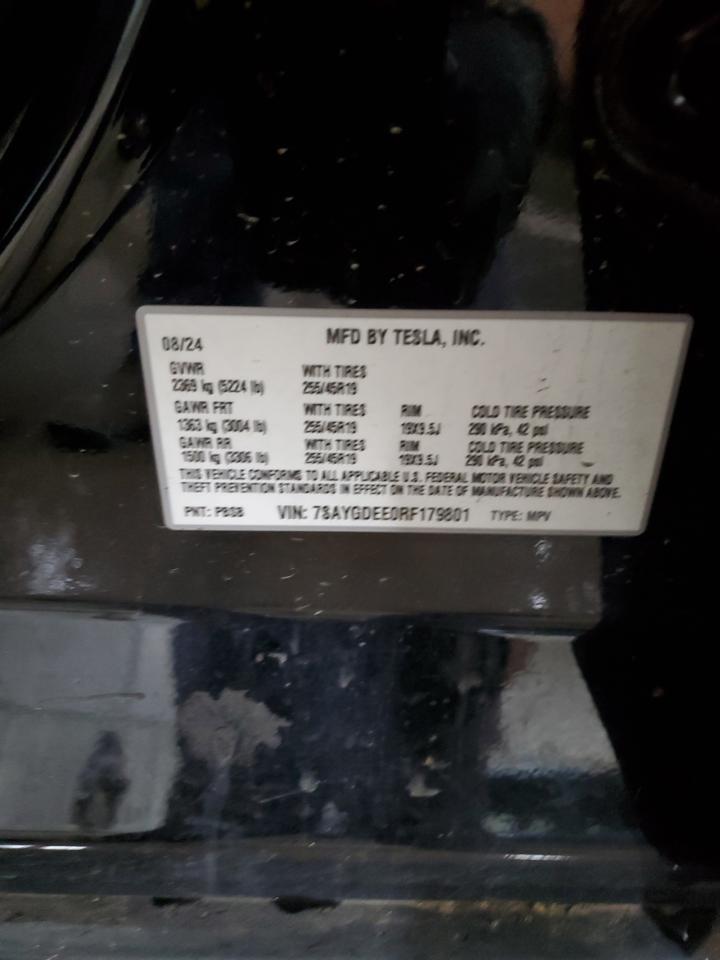 08/24 MFD BY TESLA, INC.
GVWR WITH TIRES
2369 kg (5224 lb) 255/45R19
GAWR FRT WITH TIRES RIM COLD TIRE PRESSURE
1363 kg (3004 lb) 255/45R19 19X9.5J 290 kPa, 42 psi
GAWR RR WITH TIRES RIM COLD TIRE PRESSURE
1500 kg (3306 lb) 255/45R19 19X9.5J 290 kPa, 42 psi
THIS VEHICLE CONFORMS TO ALL APPLICABLE U.S. FEDERAL MOTOR VEHICLE SAFETY AND
THEFT PREVENTION STANDARDS IN EFFECT ON THE DATE OF MANUFACTURE SHOWN ABOVE.
PNT: PBSB VIN: 7SAYGDEE0RF179801 TYPE: MPV